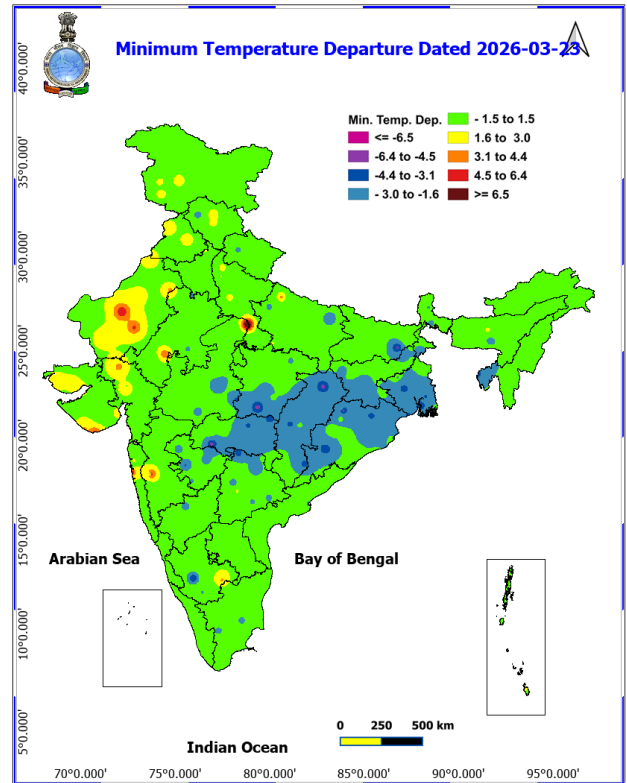 Minimum Temperature Departure Dated 2026-03-23
Min. Temp. Dep.
<= -6.5
-6.4 to -4.5
-4.4 to -3.1
- 3.0 to -1.6
- 1.5 to 1.5
1.6 to 3.0
3.1 to 4.4
4.5 to 6.4
>= 6.5
40°0.000'
35°0.000'
30°0.000'
25°0.000'
20°0.000'
15°0.000'
10°0.000'
5°0.000'
Arabian Sea
Bay of Bengal
Indian Ocean
0 250 500 km
70°0.000' 75°0.000' 80°0.000' 85°0.000' 90°0.000' 95°0.000'